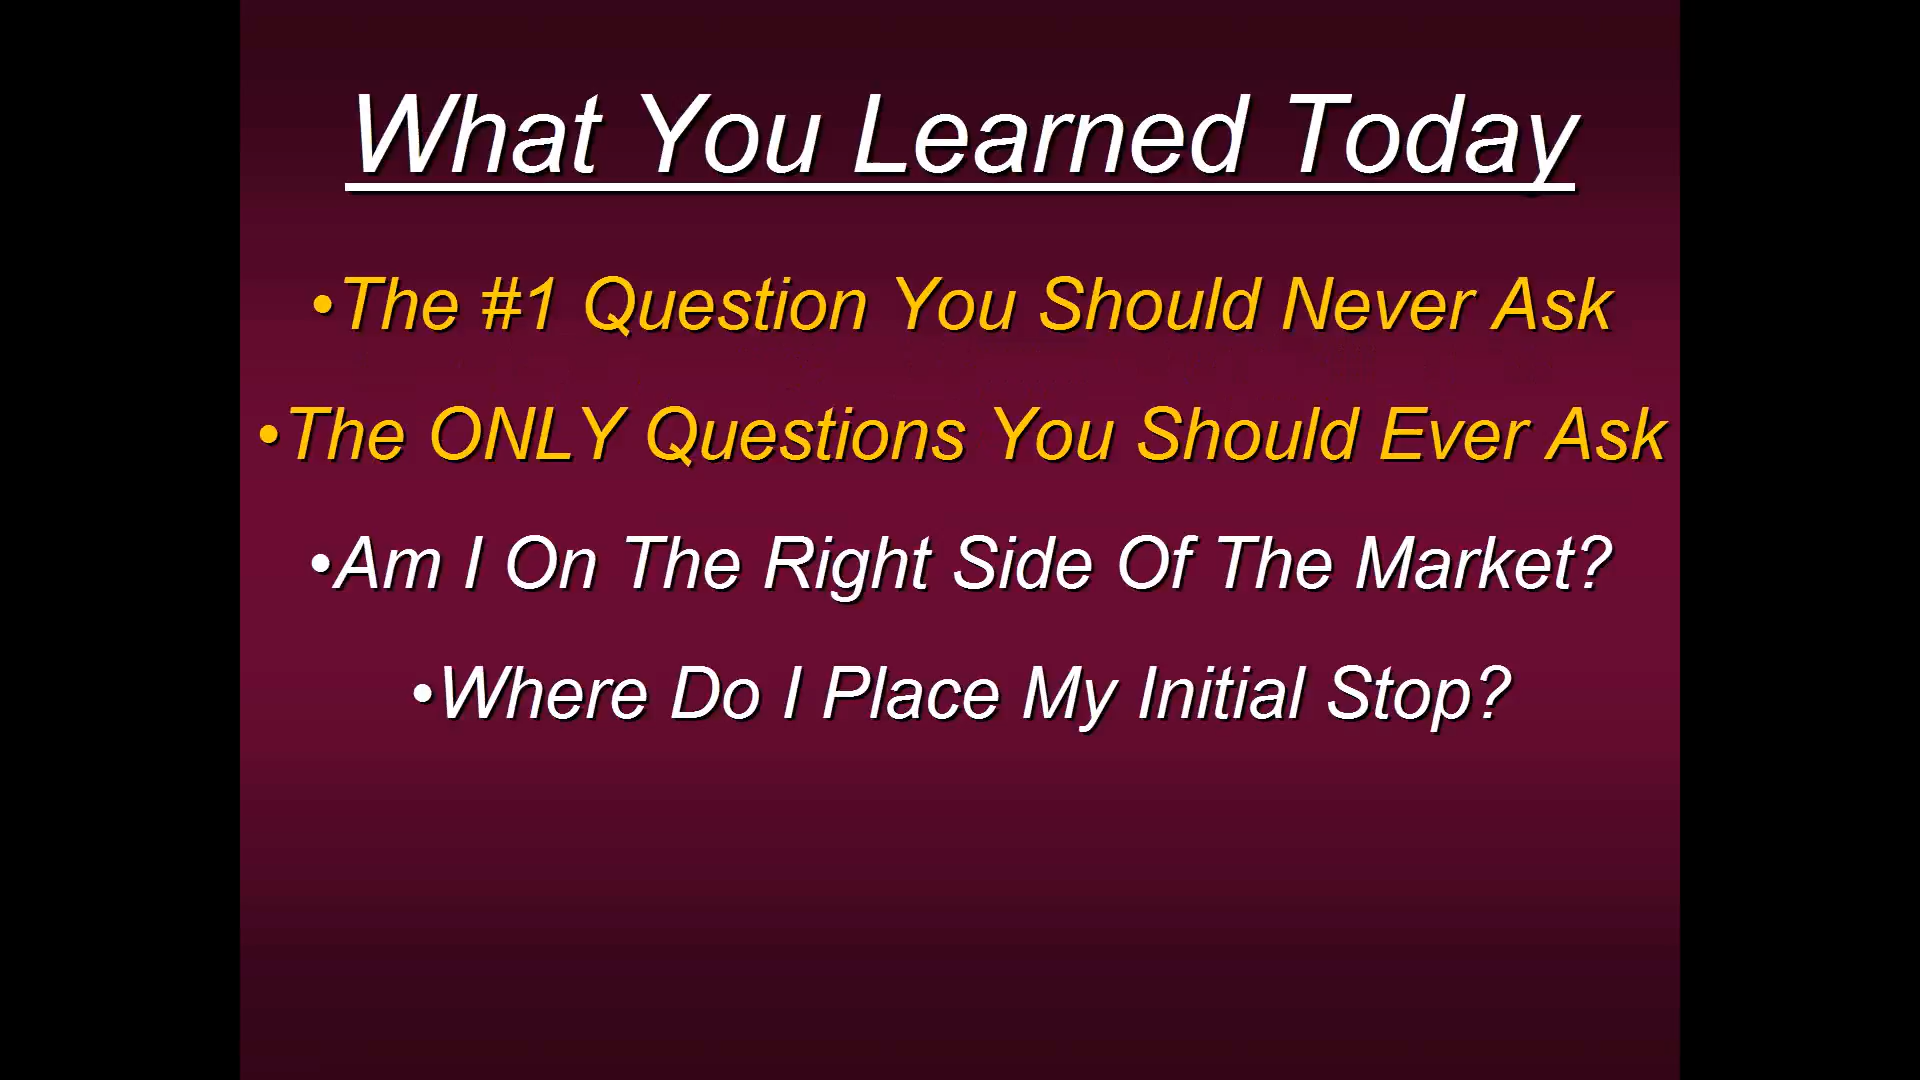 What You Learned Today
•The #1 Question You Should Never Ask
•The ONLY Questions You Should Ever Ask
•Am I On The Right Side Of The Market?
•Where Do I Place My Initial Stop?